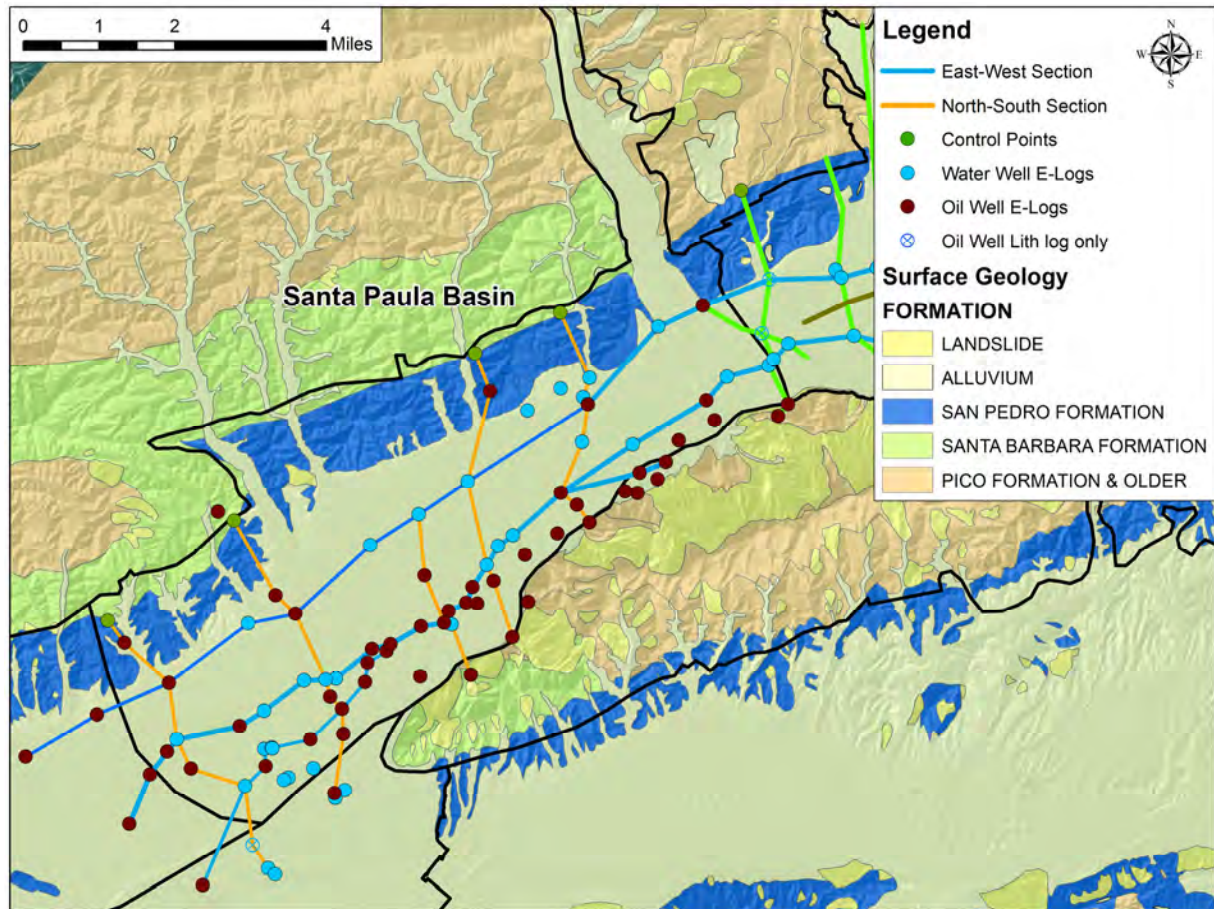 0 2 4
1
Miles
Legend
N
W E
S
East-West Section
North-South Section
Control Points
Water Well E-Logs
Oil Well E-Logs
Oil Well Lith log only
Surface Geology
FORMATION
LANDSLIDE
ALLUVIUM
SAN PEDRO FORMATION
SANTA BARBARA FORMATION
PICO FORMATION & OLDER
Santa Paula Basin